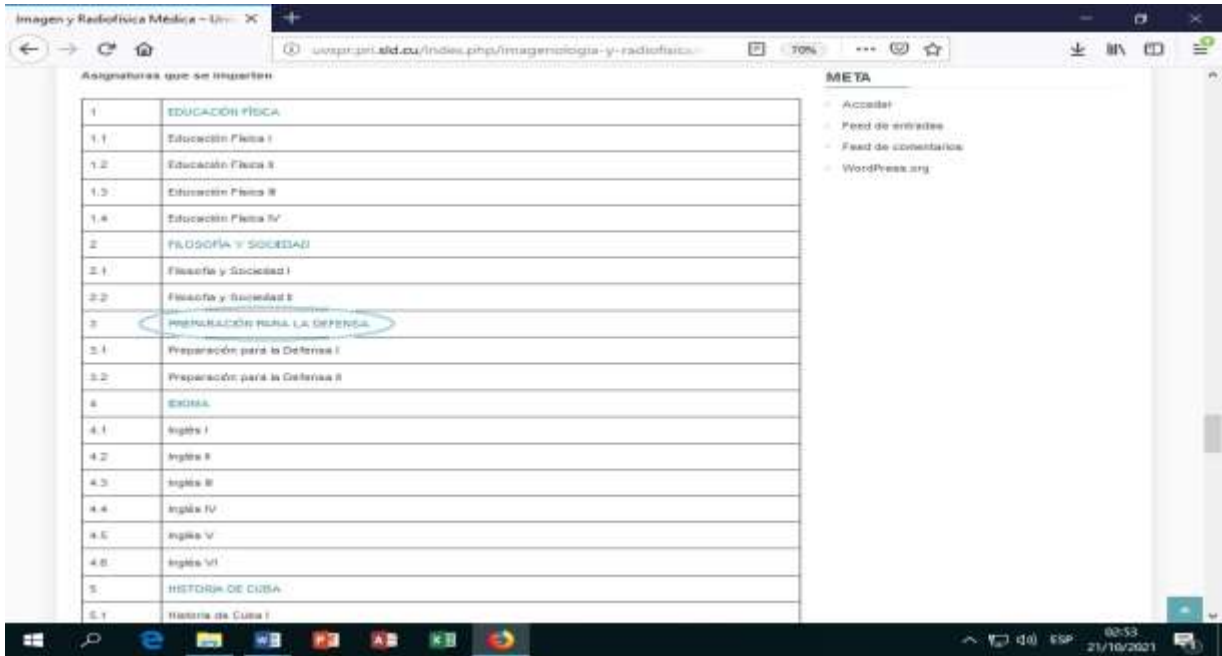 Imagen y Radiofísica Médica – Uni
uvspr.pri.sld.cu/index.php/imagenologia-y-radiofisica-
70%
Asignaturas que se imparten
1 EDUCACIÓN FÍSICA
1.1 Educación Física I
1.2 Educación Física II
1.3 Educación Física III
1.4 Educación Física IV
2 FILOSOFÍA Y SOCIEDAD
2.1 Filosofía y Sociedad I
2.2 Filosofía y Sociedad II
3 PREPARACIÓN PARA LA DEFENSA
3.1 Preparación para la Defensa I
3.2 Preparación para la Defensa II
4 IDIOMA
4.1 Inglés I
4.2 Inglés II
4.3 Inglés III
4.4 Inglés IV
4.5 Inglés V
4.6 Inglés VI
5 HISTORIA DE CUBA
5.1 Historia de Cuba I
META
Acceder
Feed de entradas
Feed de comentarios
WordPress.org
ESP
02:53
21/10/2021